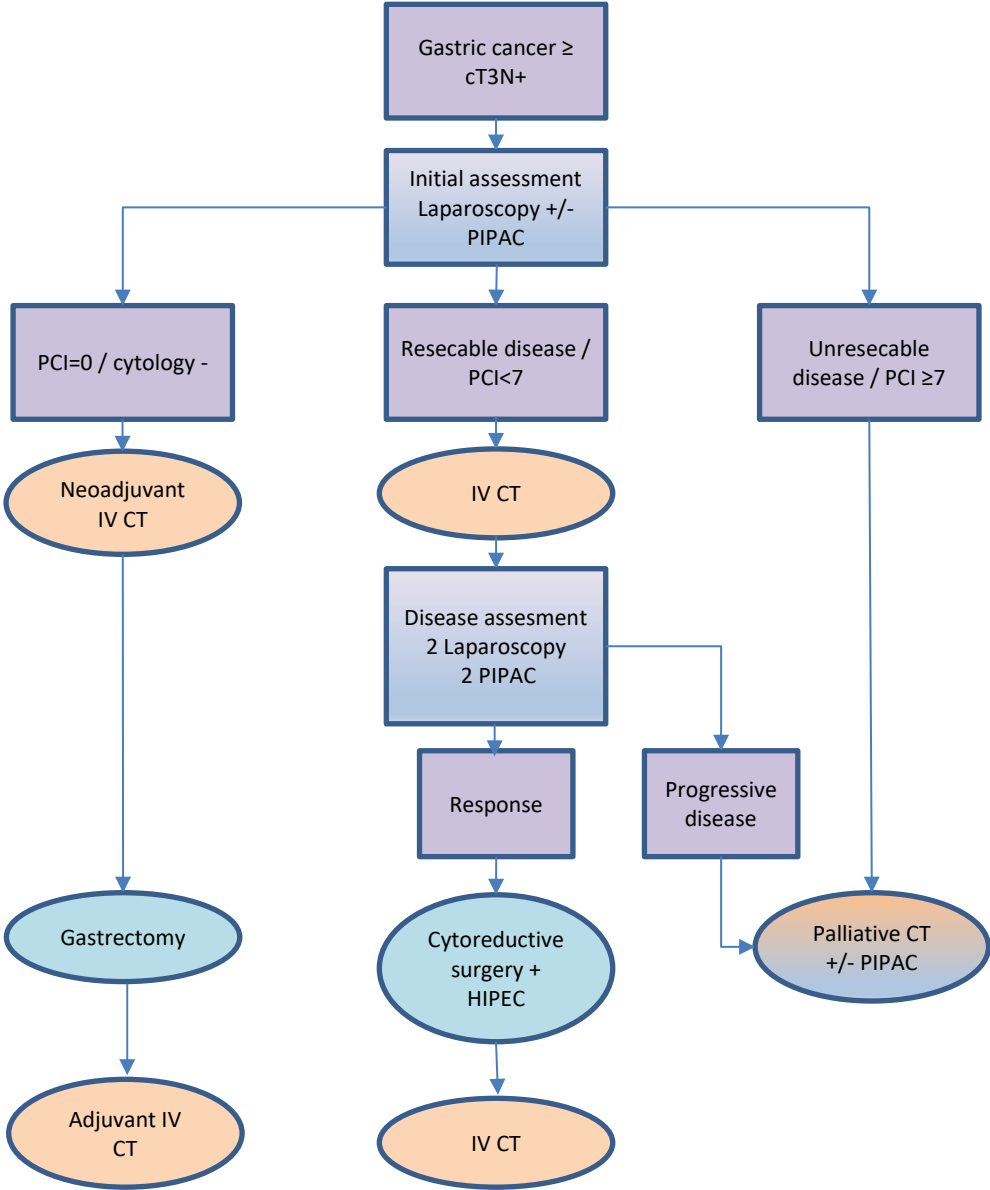 Gastric cancer ≥
cT3N+
Initial assessment
Laparoscopy +/-
PIPAC
PCI=0 / cytology -
Resecable disease /
PCI<7
Unresecable
disease / PCI ≥7
Neoadjuvant
IV CT
IV CT
Disease assesment
2 Laparoscopy
2 PIPAC
Response
Progressive
disease
Gastrectomy
Cytoreductive
surgery +
HIPEC
Palliative CT
+/- PIPAC
Adjuvant IV
CT
IV CT